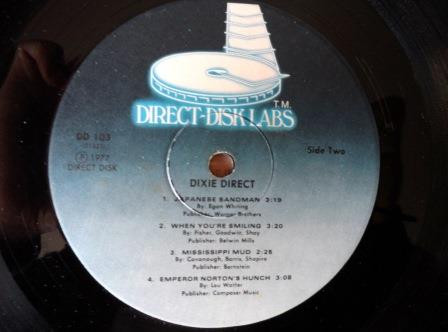 T.M.
DIRECT-DISK LABS
DD 103
℗ 1977
DIRECT DISK
Side Two
DIXIE DIRECT
1. JAPANESE SANDMAN 3:19
By: Egan Whiting
Publisher: Warner Brothers
2. WHEN YOU'RE SMILING 3:20
By: Fisher, Goodwin, Shay
Publisher: Belwin Mills
3. MISSISSIPPI MUD 2:25
By: Cavanaugh, Barris, Shapire
Publisher: Bernstein
4. EMPEROR NORTON'S HUNCH 3:08
By: Lou Watter
Publisher: Composer Music